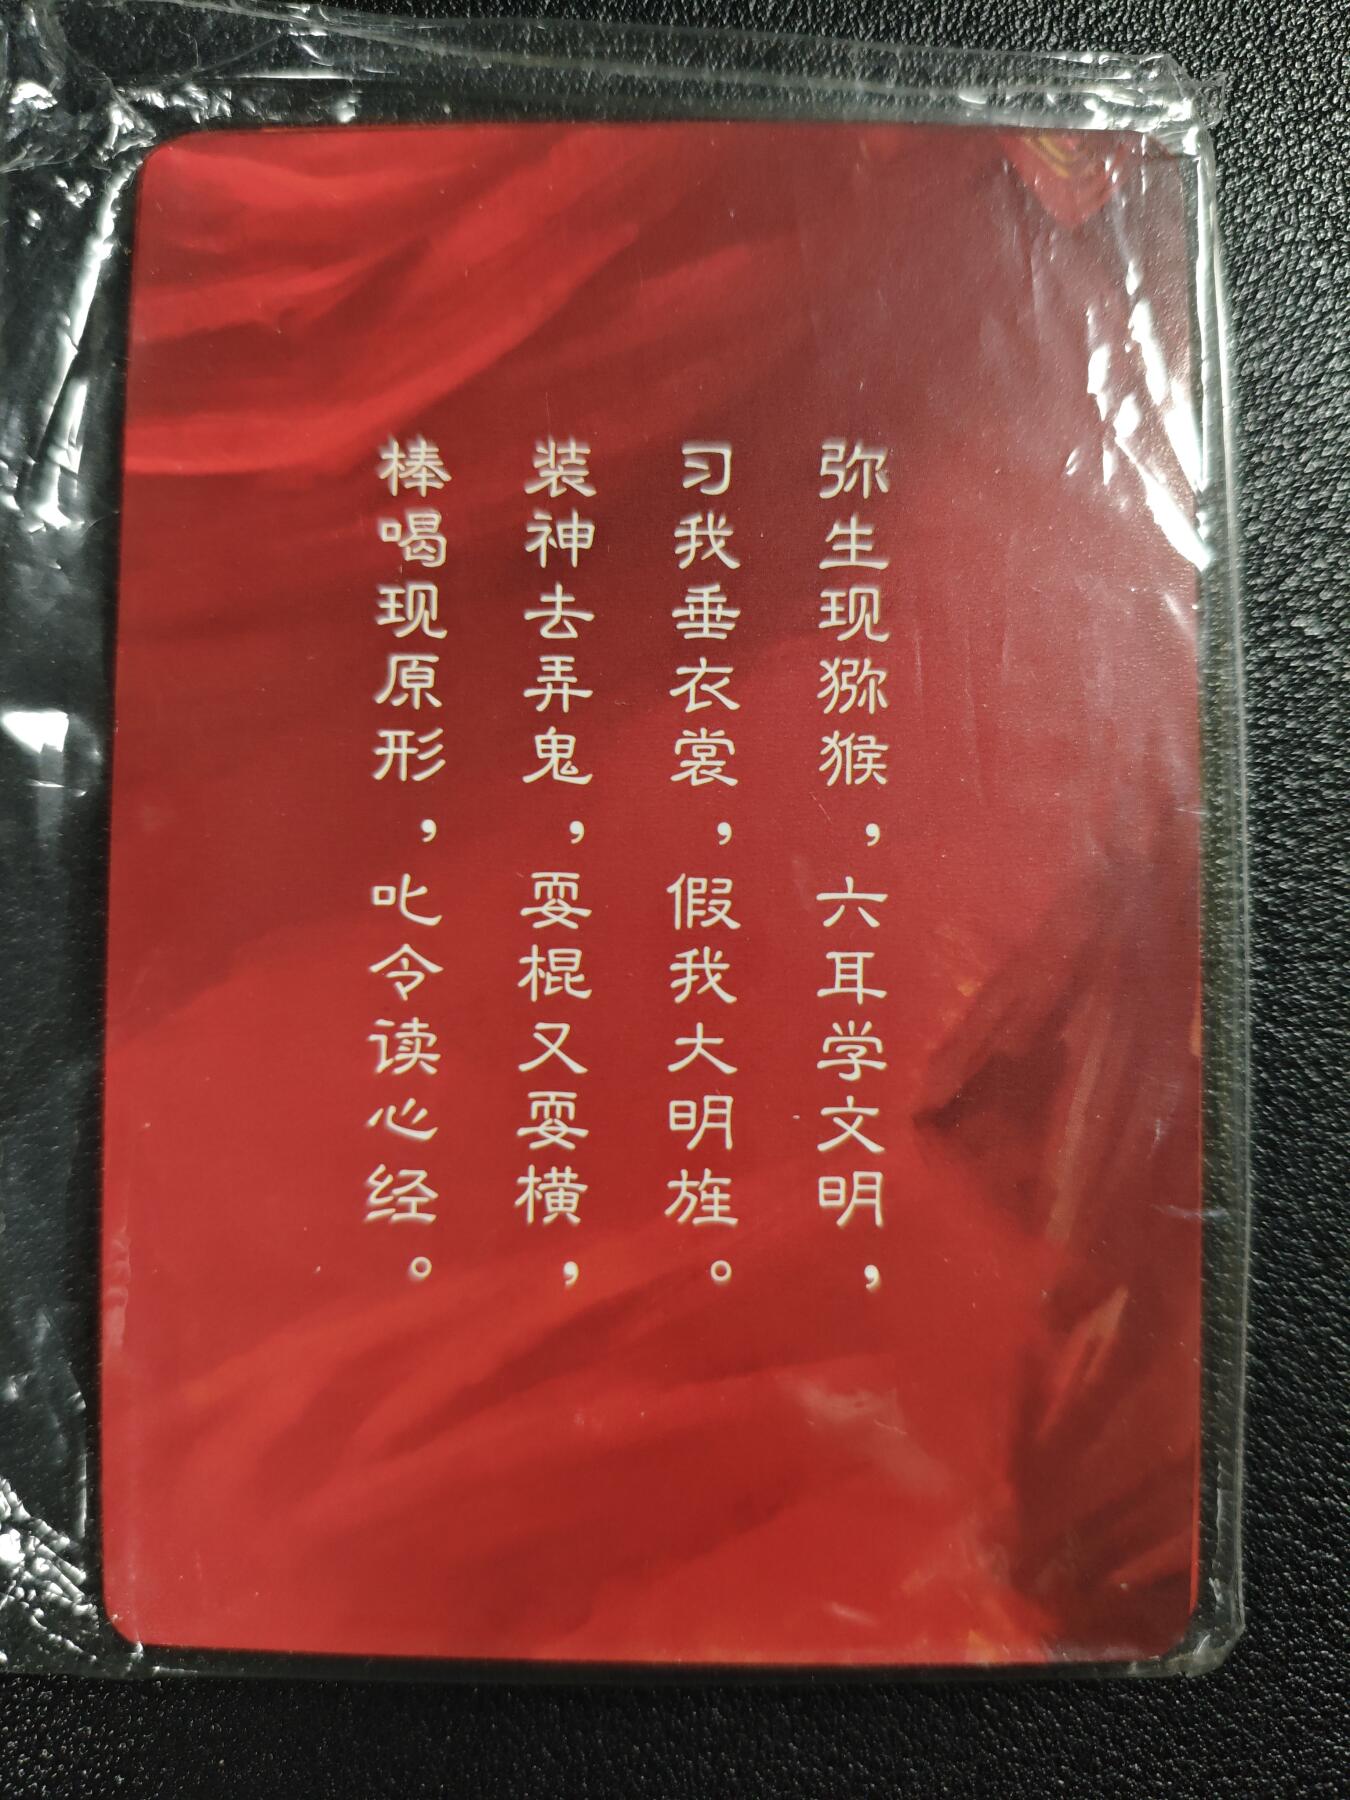 弥生现猕猴，六耳学文明，
习我垂衣裳，假我大明旌。
装神去弄鬼，耍棍又耍横，
棒喝现原形，叱令读心经。